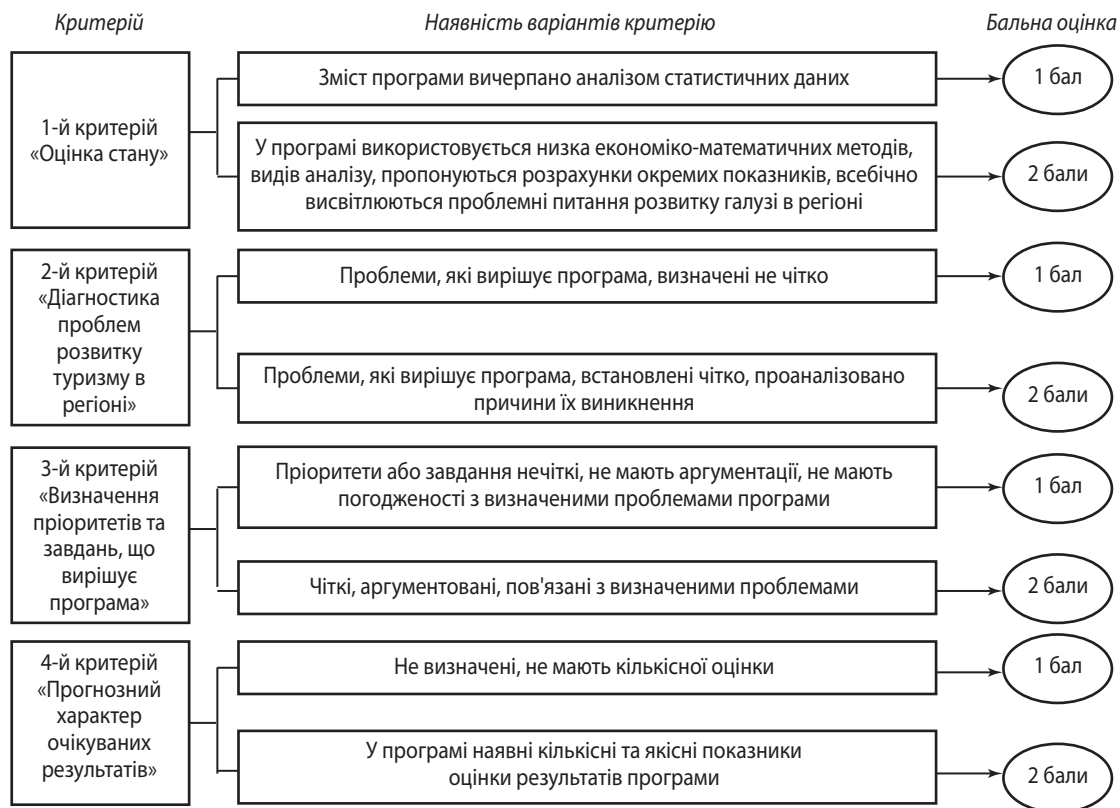 Критерій
Наявність варіантів критерію
Бальна оцінка
1-й критерій
«Оцінка стану»
Зміст програми вичерпано аналізом статистичних даних
1 бал
У програмі використовується низка економіко-математичних методів,
видів аналізу, пропонуються розрахунки окремих показників, всебічно
висвітлюються проблемні питання розвитку галузі в регіоні
2 бали
2-й критерій
«Діагностика
проблем
розвитку
туризму в
регіоні»
Проблеми, які вирішує програма, визначені не чітко
1 бал
Проблеми, які вирішує програма, встановлені чітко, проаналізовано
причини їх виникнення
2 бали
3-й критерій
«Визначення
пріоритетів та
завдань, що
вирішує
програма»
Пріоритети або завдання нечіткі, не мають аргументації, не мають
погодженості з визначеними проблемами програми
1 бал
Чіткі, аргументовані, пов'язані з визначеними проблемами
2 бали
4-й критерій
«Прогнозний
характер
очікуваних
результатів»
Не визначені, не мають кількісної оцінки
1 бал
У програмі наявні кількісні та якісні показники
оцінки результатів програми
2 бали